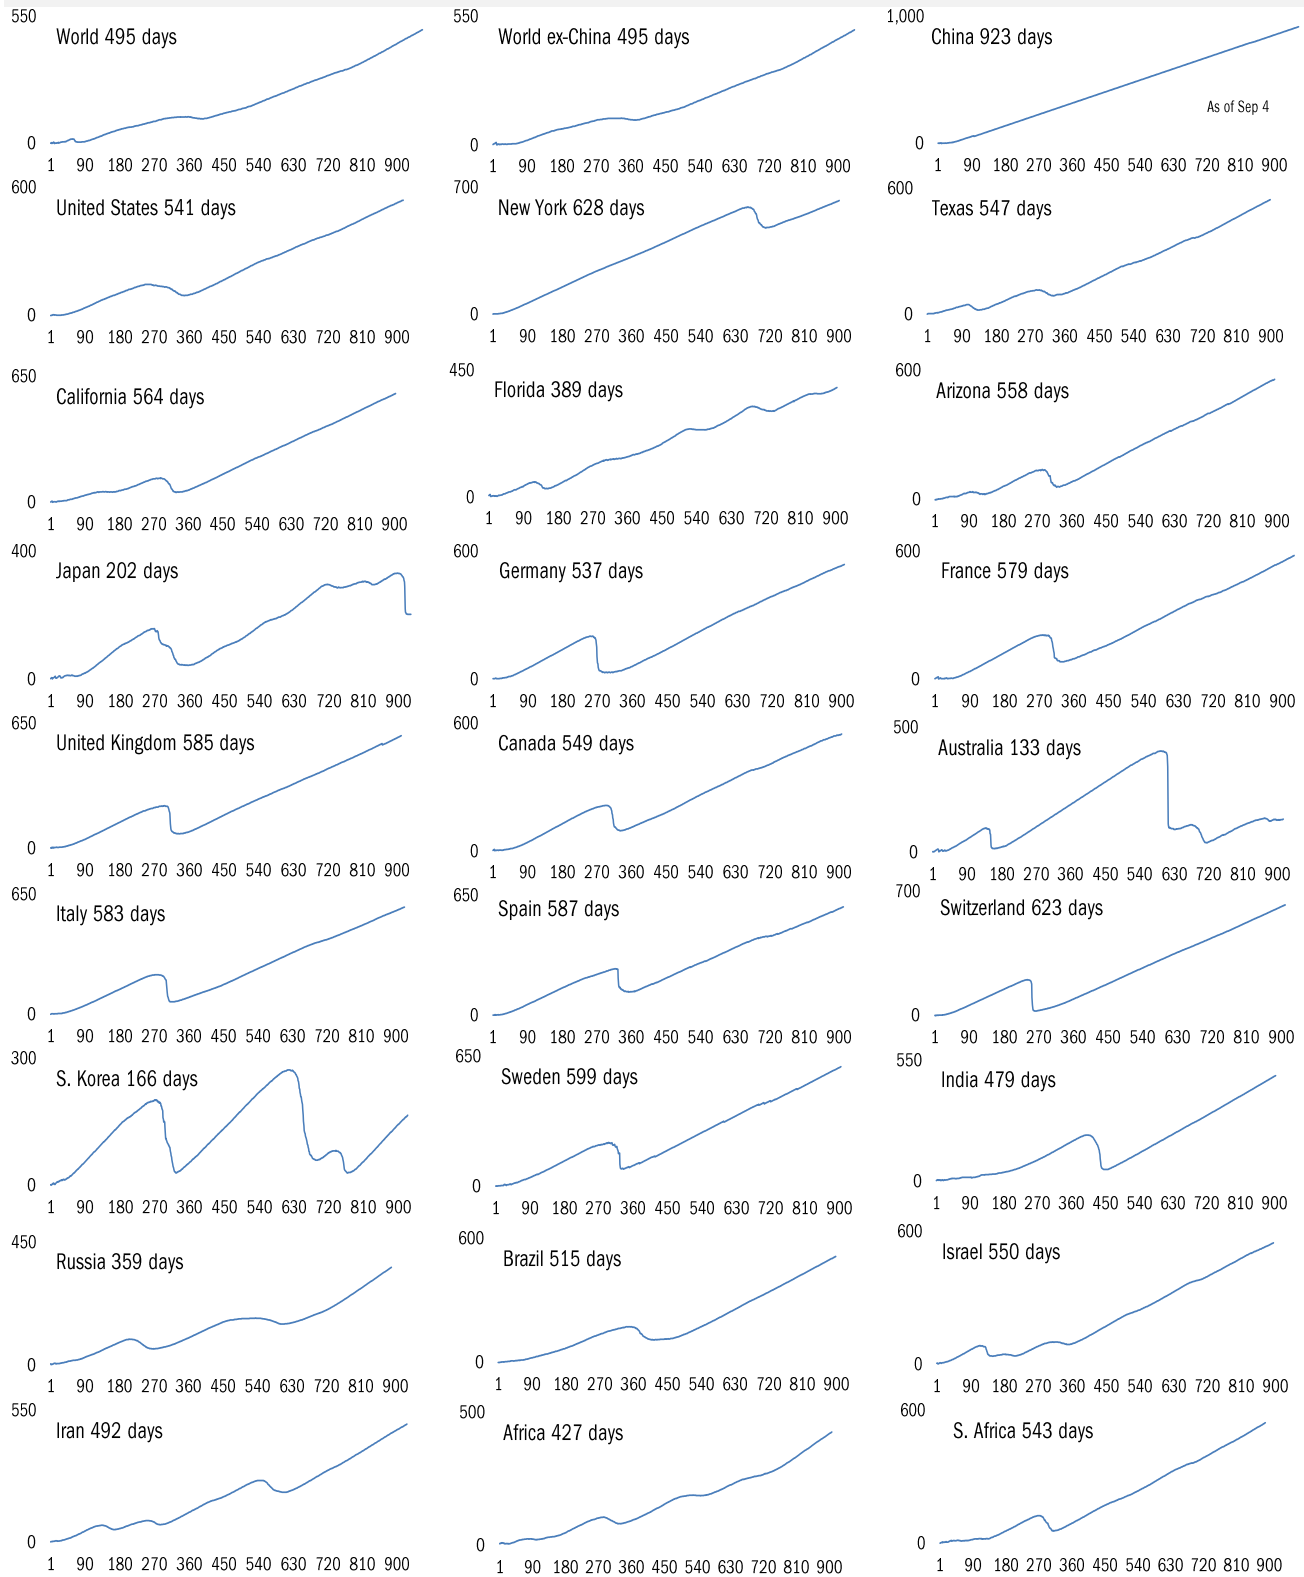 550 550 1,000
World 495 days World ex-China 495 days China 923 days
As of Sep 4
0 0 0
1 90 180 270 360 450 540 630 720 810 900 1 90 180 270 360 450 540 630 720 810 900 1 90 180 270 360 450 540 630 720 810 900
600 700 600
United States 541 days New York 628 days Texas 547 days
0 0 0
1 90 180 270 360 450 540 630 720 810 900 1 90 180 270 360 450 540 630 720 810 900 1 90 180 270 360 450 540 630 720 810 900
650 450 600
California 564 days Florida 389 days Arizona 558 days
0 0 0
1 90 180 270 360 450 540 630 720 810 900 1 90 180 270 360 450 540 630 720 810 900 1 90 180 270 360 450 540 630 720 810 900
400 600 600
Japan 202 days Germany 537 days France 579 days
0 0 0
1 90 180 270 360 450 540 630 720 810 900 1 90 180 270 360 450 540 630 720 810 900 1 90 180 270 360 450 540 630 720 810 900
650 600 500
United Kingdom 585 days Canada 549 days Australia 133 days
0 0 0
1 90 180 270 360 450 540 630 720 810 900 1 90 180 270 360 450 540 630 720 810 900 1 90 180 270 360 450 540 630 720 810 900
650 650 700
Italy 583 days Spain 587 days Switzerland 623 days
0 0 0
1 90 180 270 360 450 540 630 720 810 900 1 90 180 270 360 450 540 630 720 810 900 1 90 180 270 360 450 540 630 720 810 900
300 650 550
S. Korea 166 days Sweden 599 days India 479 days
0 0 0
1 90 180 270 360 450 540 630 720 810 900 1 90 180 270 360 450 540 630 720 810 900 1 90 180 270 360 450 540 630 720 810 900
450 600 600
Russia 359 days Brazil 515 days Israel 550 days
0 0 0
1 90 180 270 360 450 540 630 720 810 900 1 90 180 270 360 450 540 630 720 810 900 1 90 180 270 360 450 540 630 720 810 900
550 500 600
Iran 492 days Africa 427 days S. Africa 543 days
0 0 0
1 90 180 270 360 450 540 630 720 810 900 1 90 180 270 360 450 540 630 720 810 900 1 90 180 270 360 450 540 630 720 810 900